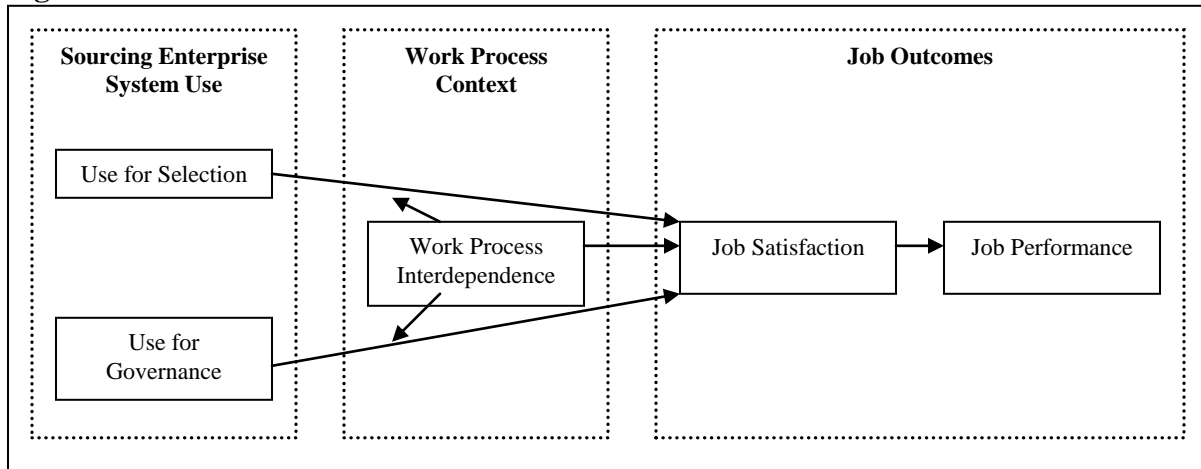 Sourcing Enterprise
System Use
Work Process
Context
Job Outcomes
Use for Selection
Work Process
Interdependence
Job Satisfaction
Job Performance
Use for
Governance